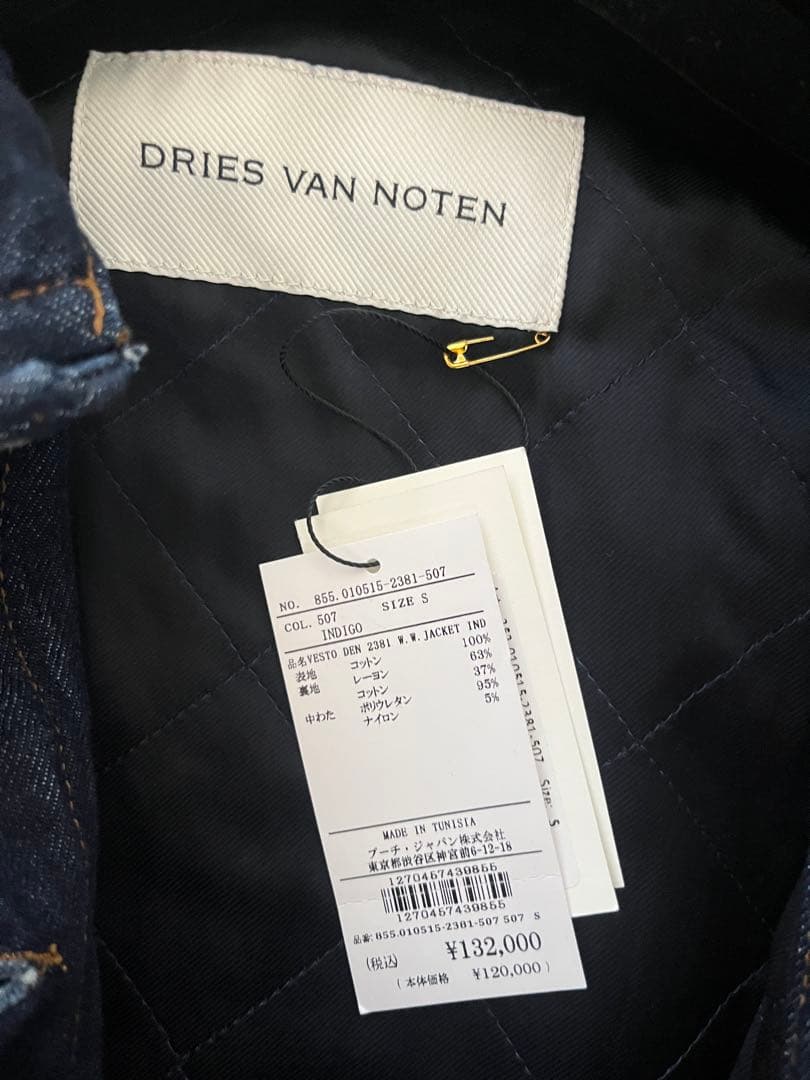 DRIES VAN NOTEN
NO. 855.010515-2381-507
COL. 507 SIZE S
INDIGO
品名VESTO DEN 2381 W.W.JACKET IND
表地 コットン 100%
裏地 レーヨン 63%
コットン 37%
中わた ポリウレタン 95%
ナイロン 5%
MADE IN TUNISIA
プーチ・ジャパン株式会社
東京都渋谷区神宮前6-12-18
1270457439855
1270457439855
品番:855.010515-2381-507 507 S
(税込) ¥132,000
(本体価格 ¥120,000)
010515-2381-507 Size: S